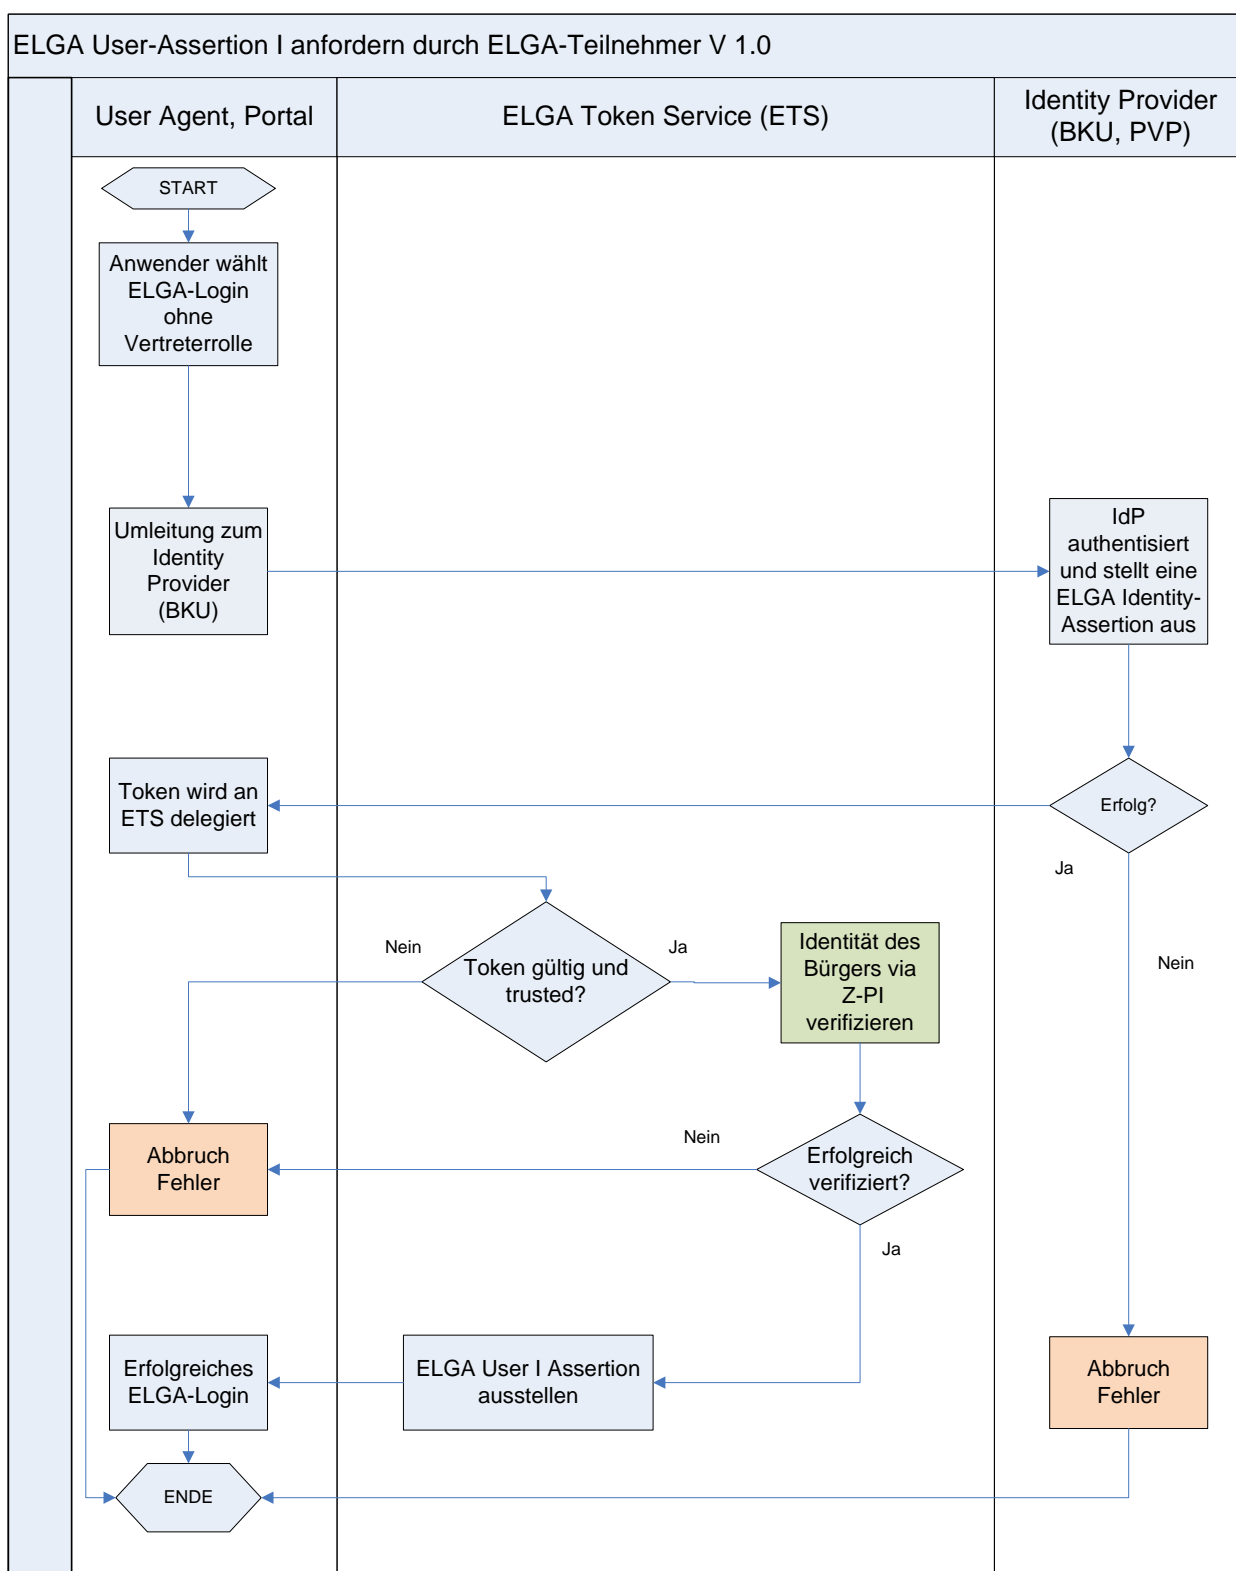 ELGA User-Assertion I anfordern durch ELGA-Teilnehmer V 1.0
User Agent, Portal
ELGA Token Service (ETS)
Identity Provider
(BKU, PVP)
START
Anwender wählt
ELGA-Login
ohne
Vertreterrolle
Umleitung zum
Identity
Provider
(BKU)
IdP
authentisiert
und stellt eine
ELGA Identity-
Assertion aus
Token wird an
ETS delegiert
Erfolg?
Ja
Nein
Token gültig und
trusted?
Nein
Ja
Identität des
Bürgers via
Z-PI
verifizieren
Abbruch
Fehler
Nein
Erfolgreich
verifiziert?
Ja
Erfolgreiches
ELGA-Login
ELGA User I Assertion
ausstellen
Abbruch
Fehler
ENDE